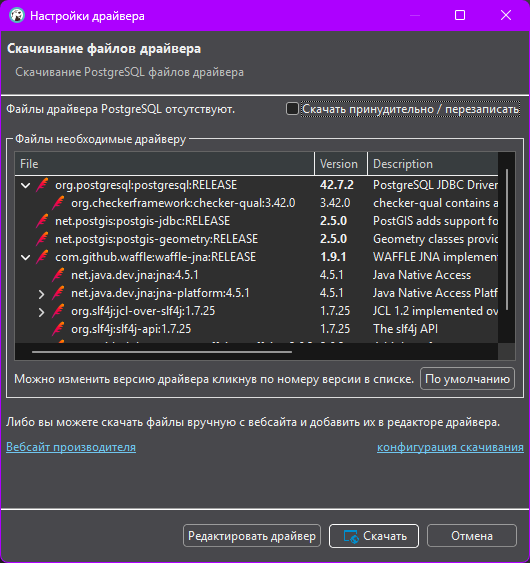 Настройки драйвера
Скачивание файлов драйвера
Скачивание PostgreSQL файлов драйвера
Файлы драйвера PostgreSQL отсутствуют. Скачать принудительно / перезаписать
Файлы необходимые драйверу
File Version Description
org.postgresql:postgresql:RELEASE 42.7.2 PostgreSQL JDBC Driver
org.checkerframework:checker-qual:3.42.0 3.42.0 checker-qual contains a
net.postgis:postgis-jdbc:RELEASE 2.5.0 PostGIS adds support fo
net.postgis:postgis-geometry:RELEASE 2.5.0 Geometry classes provid
com.github.waffle:waffle-jna:RELEASE 1.9.1 WAFFLE JNA implement
net.java.dev.jna:jna:4.5.1 4.5.1 Java Native Access
net.java.dev.jna:jna-platform:4.5.1 4.5.1 Java Native Access Platf
org.slf4j:jcl-over-slf4j:1.7.25 1.7.25 JCL 1.2 implemented ov
org.slf4j:slf4j-api:1.7.25 1.7.25 The slf4j API
Можно изменить версию драйвера кликнув по номеру версии в списке. По умолчанию
Либо вы можете скачать файлы вручную с вебсайта и добавить их в редакторе драйвера.
Вебсайт производителя конфигурация скачивания
Редактировать драйвер Скачать Отмена